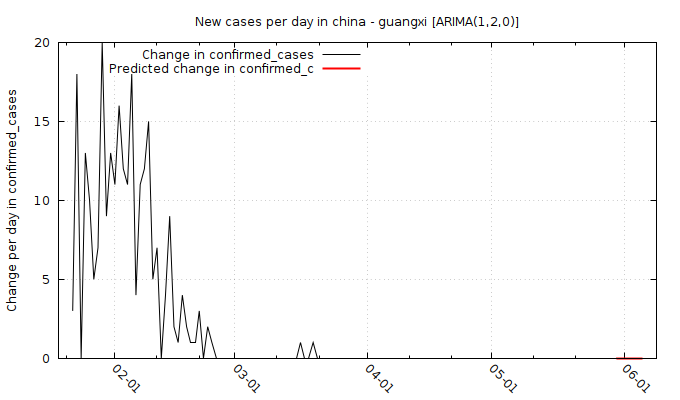 New cases per day in china - guangxi [ARIMA(1,2,0)]
Change in confirmed_cases
Predicted change in confirmed_c
Change per day in confirmed_cases
20
15
10
5
0
02-01
03-01
04-01
05-01
06-01